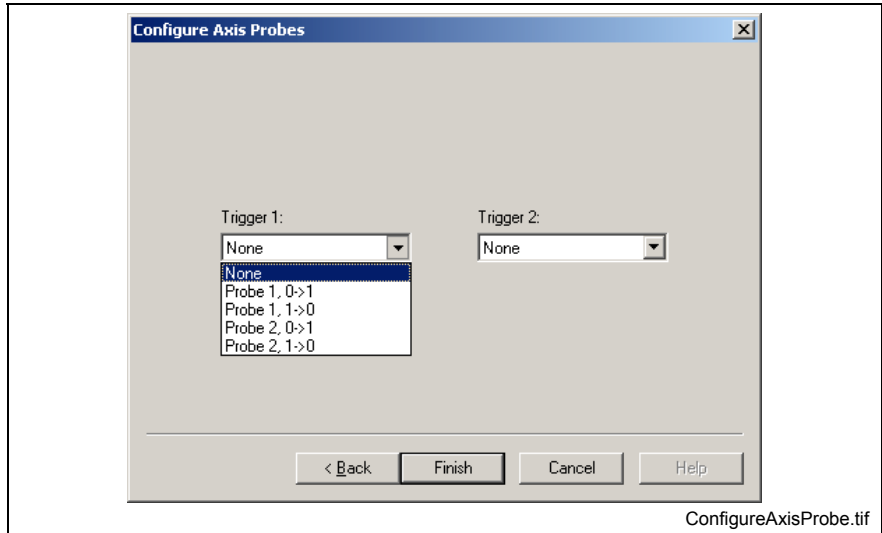 Configure Axis Probes
Trigger 1:
Trigger 2:
None
None
None
Probe 1, 0->1
Probe 1, 1->0
Probe 2, 0->1
Probe 2, 1->0
< Back
Finish
Cancel
Help
ConfigureAxisProbe.tif